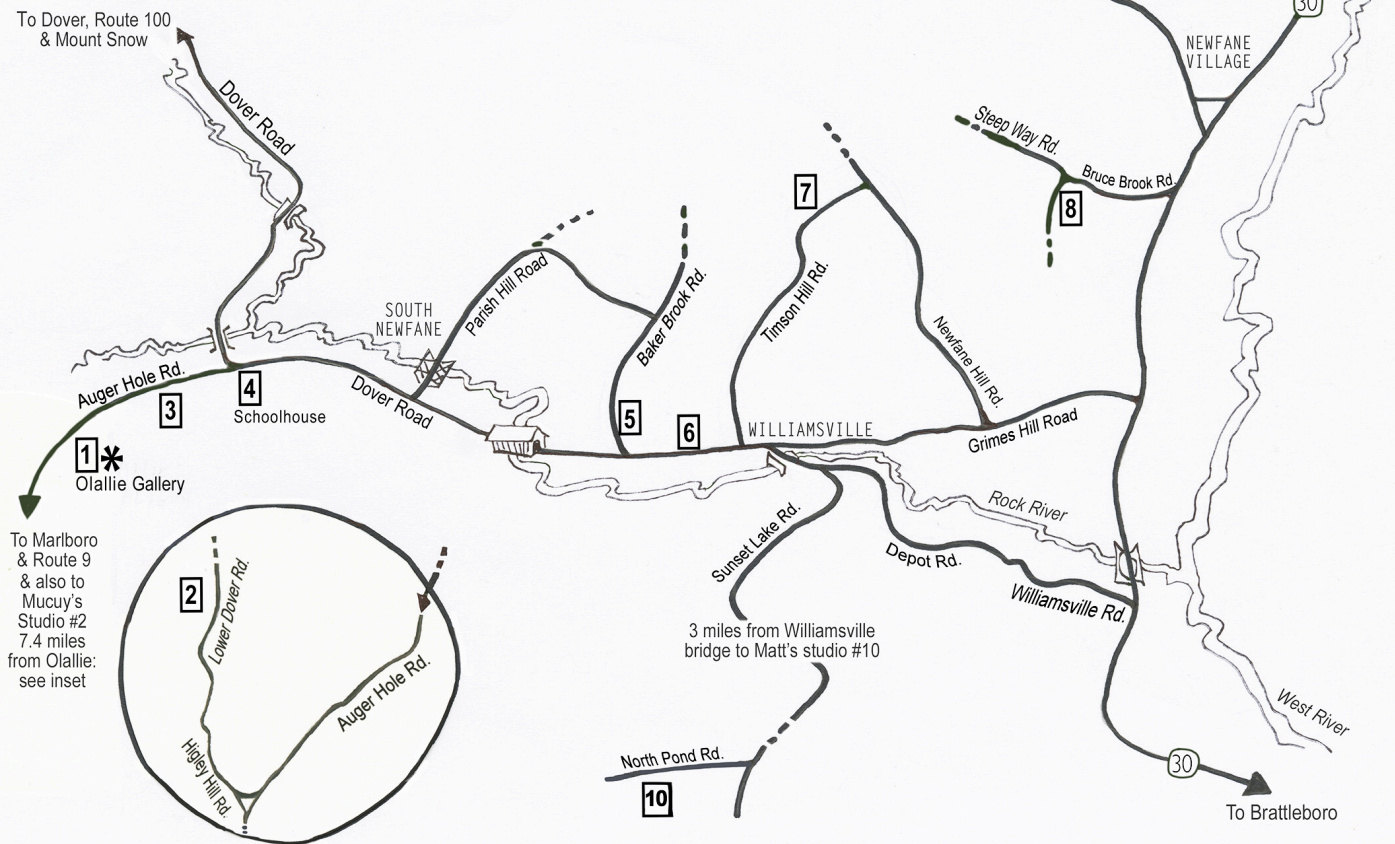 To Dover, Route 100
& Mount Snow
30
NEWFANE
VILLAGE
Dover Road
Steep Way Rd.
Bruce Brook Rd.
7
8
SOUTH
NEWFANE
Parish Hill Road
Baker Brook Rd.
Timson Hill Rd.
Newfane Hill Rd.
Auger Hole Rd.
3
4
Schoolhouse
Dover Road
5
6
WILLIAMSVILLE
Grimes Hill Road
1 *
Olallie Gallery
Rock River
Sunset Lake Rd.
Depot Rd.
Williamsville Rd.
To Marlboro
& Route 9
& also to
Mucuy's
Studio #2
7.4 miles
from Olallie:
see inset
2
Lower Dover Rd.
Auger Hole Rd.
Higley Hill Rd.
3 miles from Williamsville
bridge to Matt's studio #10
North Pond Rd.
10
West River
30
To Brattleboro